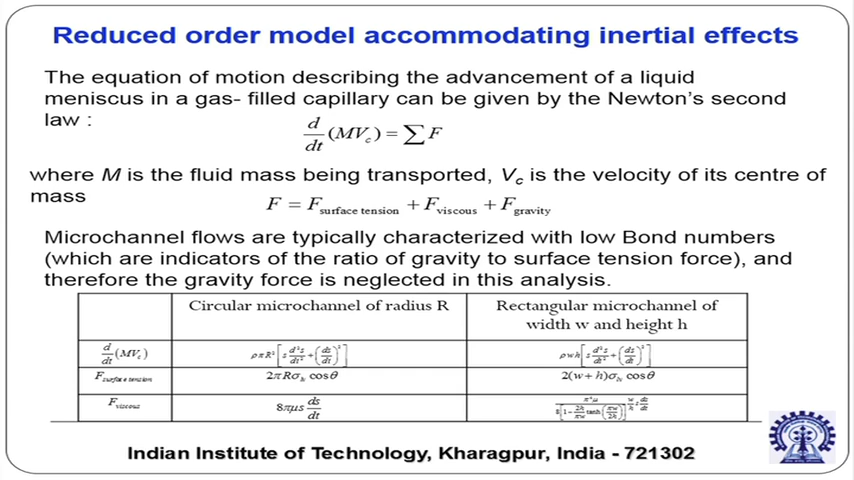 Reduced order model accommodating inertial effects
The equation of motion describing the advancement of a liquid
meniscus in a gas- filled capillary can be given by the Newton's second
law :
d/dt (MV_c) = ∑ F
where M is the fluid mass being transported, V_c is the velocity of its centre of
mass
F = F_surface tension + F_viscous + F_gravity
Microchannel flows are typically characterized with low Bond numbers
(which are indicators of the ratio of gravity to surface tension force), and
therefore the gravity force is neglected in this analysis.
Circular microchannel of radius R
Rectangular microchannel of
width w and height h
d/dt (MV_c)
ρπR² [s d²s/dt² + (ds/dt)²]
ρwh [s d²s/dt² + (ds/dt)²]
F_surface tension
2πRσ_lv cosθ
2(w+h)σ_lv cosθ
F_viscous
8πμs ds/dt
Indian Institute of Technology, Kharagpur, India - 721302